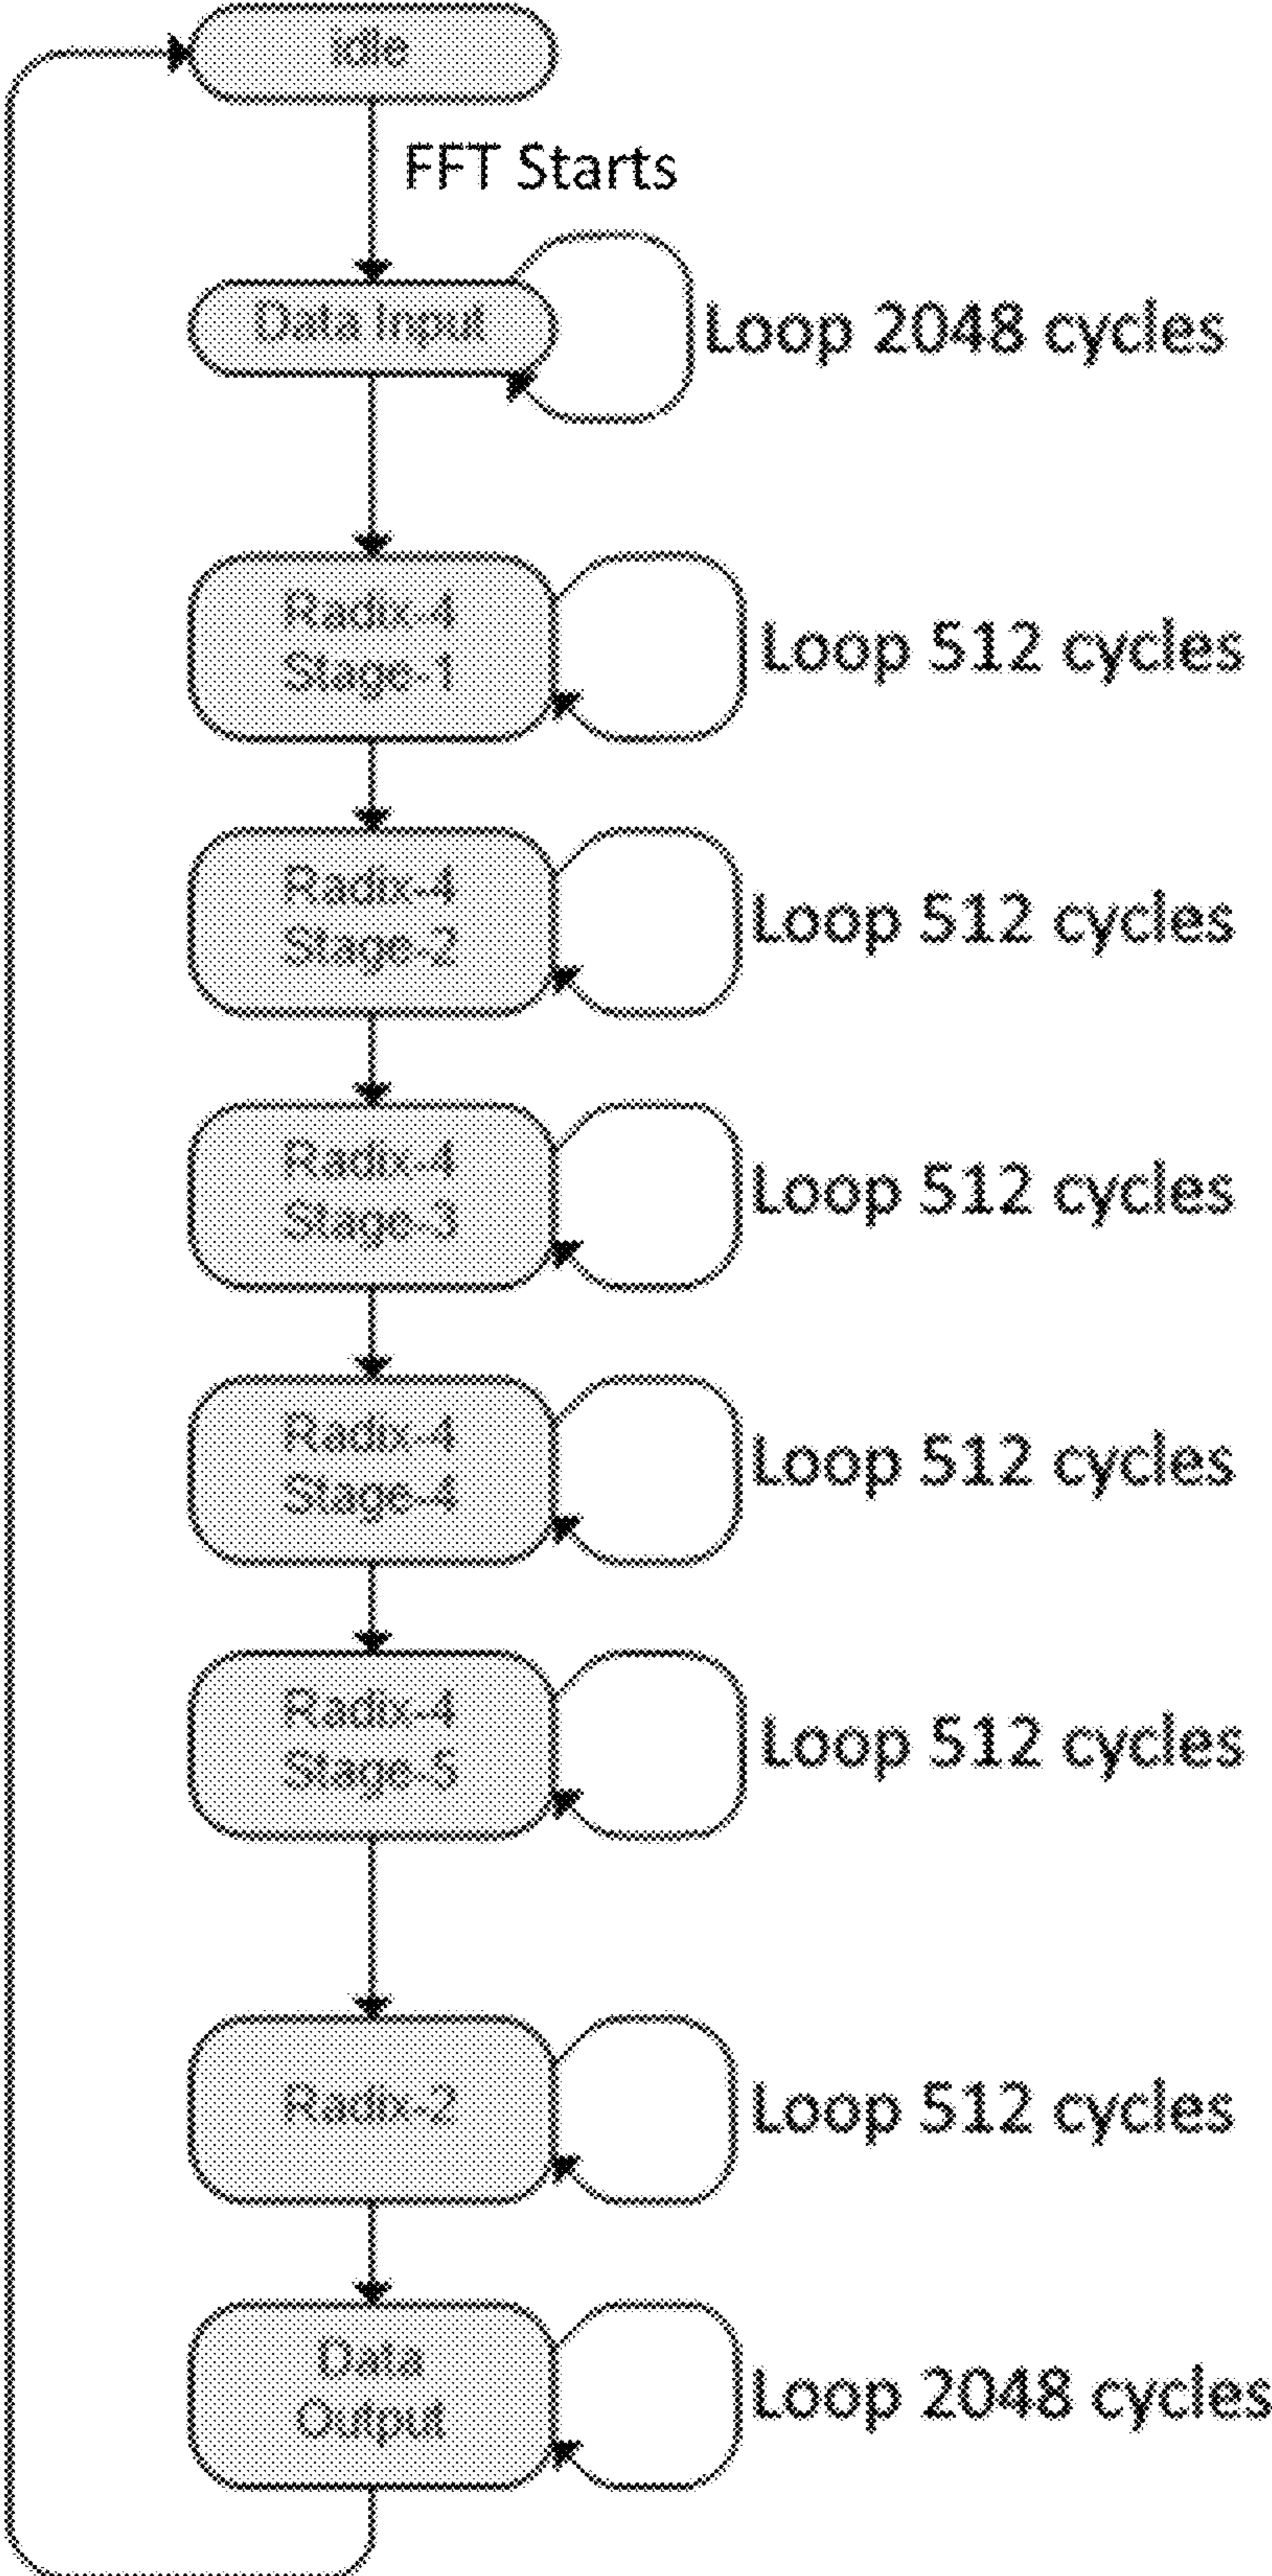 Idle
FFT Starts
Data Input
Loop 2048 cycles
Radix-4
Stage-1
Loop 512 cycles
Radix-4
Stage-2
Loop 512 cycles
Radix-4
Stage-3
Loop 512 cycles
Radix-4
Stage-4
Loop 512 cycles
Radix-4
Stage-5
Loop 512 cycles
Radix-2
Loop 512 cycles
Data
Output
Loop 2048 cycles